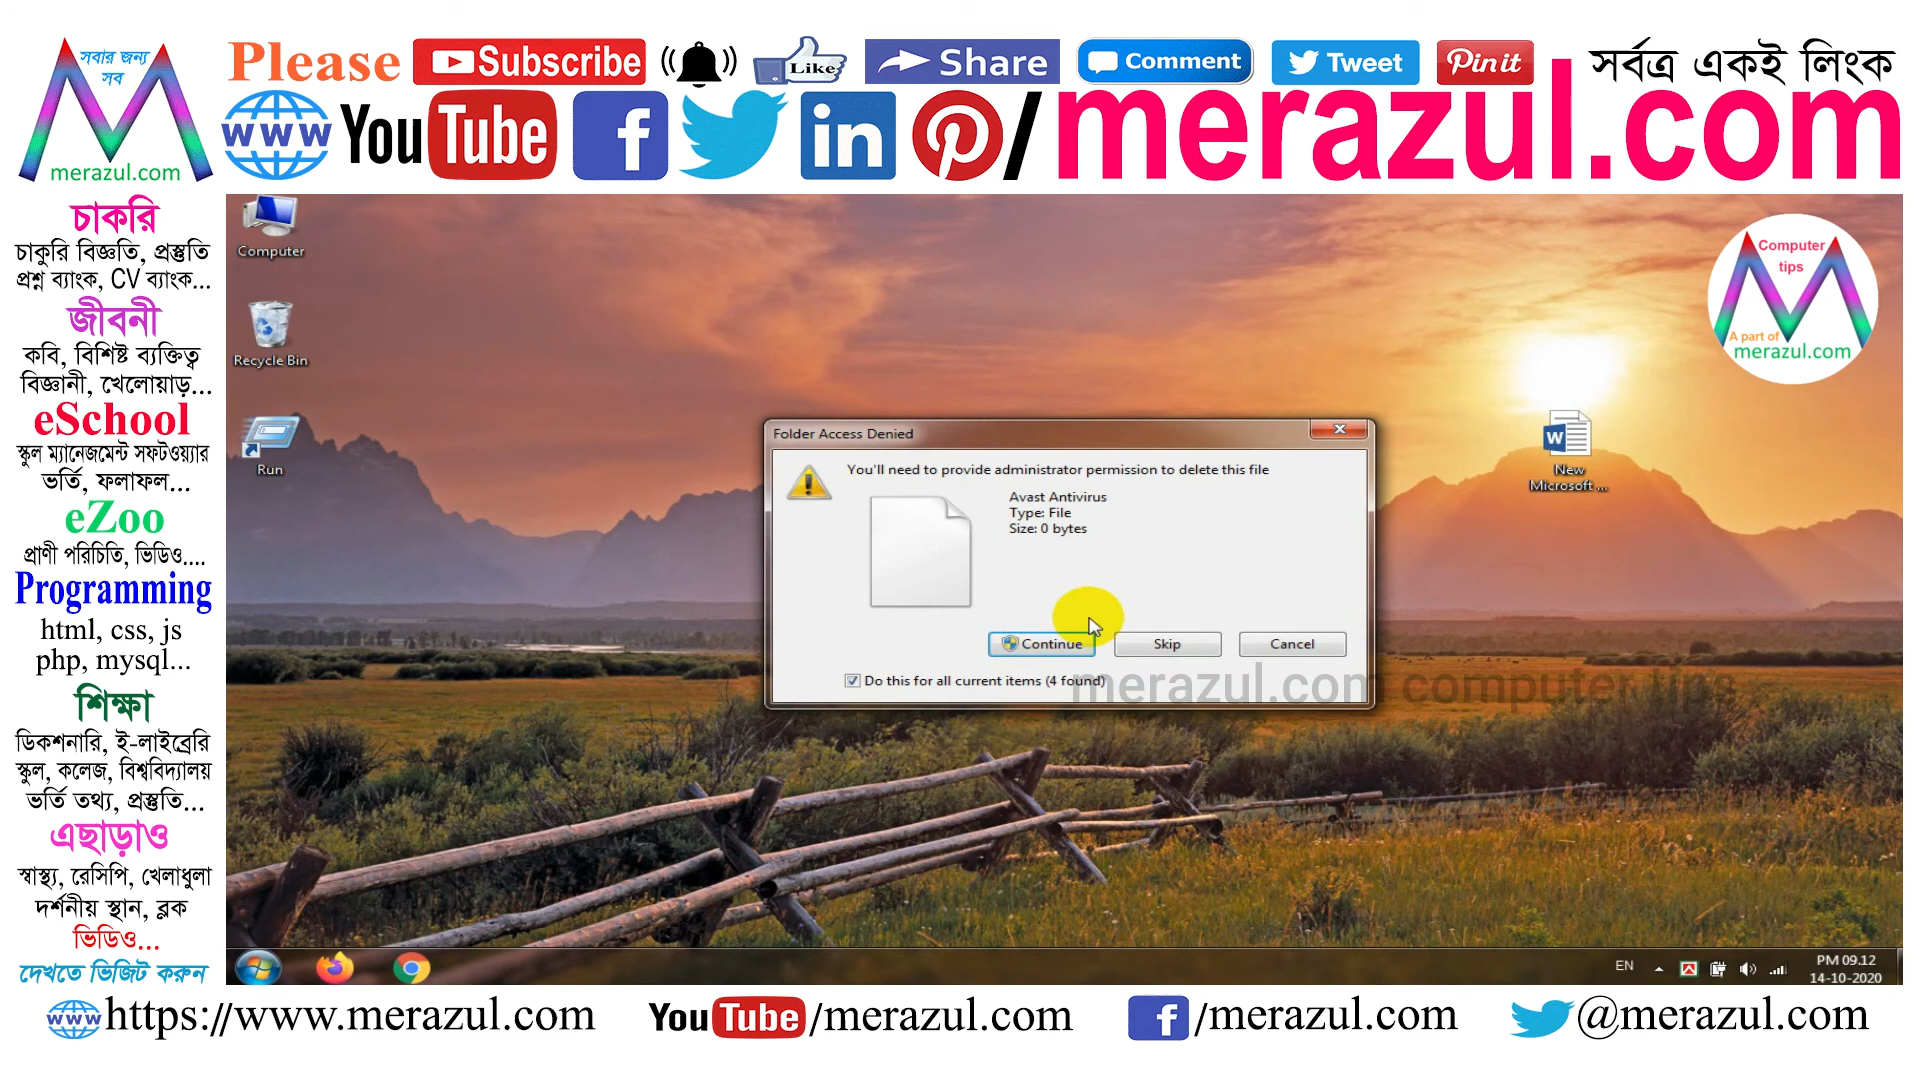 সবার জন্য
সব
merazul.com
Please Subscribe Like Share Comment Tweet Pin it সর্বত্র একই লিংক
www YouTube f in P/merazul.com
চাকরি
চাকুরি বিজ্ঞতি, প্রস্তুতি
প্রশ্ন ব্যাংক, CV ব্যাংক...
জীবনী
কবি, বিশিষ্ট ব্যক্তিত্ব
বিজ্ঞানী, খেলোয়াড়...
eSchool
স্কুল ম্যানেজমেন্ট সফটওয়্যার
ভর্তি, ফলাফল...
eZoo
প্রাণী পরিচিতি, ভিডিও....
Programming
html, css, js
php, mysql...
শিক্ষা
ডিকশনারি, ই-লাইব্রেরি
স্কুল, কলেজ, বিশ্ববিদ্যালয়
ভর্তি তথ্য, প্রস্তুতি...
এছাড়াও
স্বাস্থ্য, রেসিপি, খেলাধুলা
দর্শনীয় স্থান, ব্লক
ভিডিও...
দেখতে ভিজিট করুন
Computer
Recycle Bin
Run
Computer
tips
A part of
merazul.com
New
Microsoft ...
Folder Access Denied
You'll need to provide administrator permission to delete this file
Avast Antivirus
Type: File
Size: 0 bytes
Continue Skip Cancel
Do this for all current items (4 found)
merazul.com computer tips
EN PM 09.12
14-10-2020
www https://www.merazul.com YouTube/merazul.com f/merazul.com @merazul.com